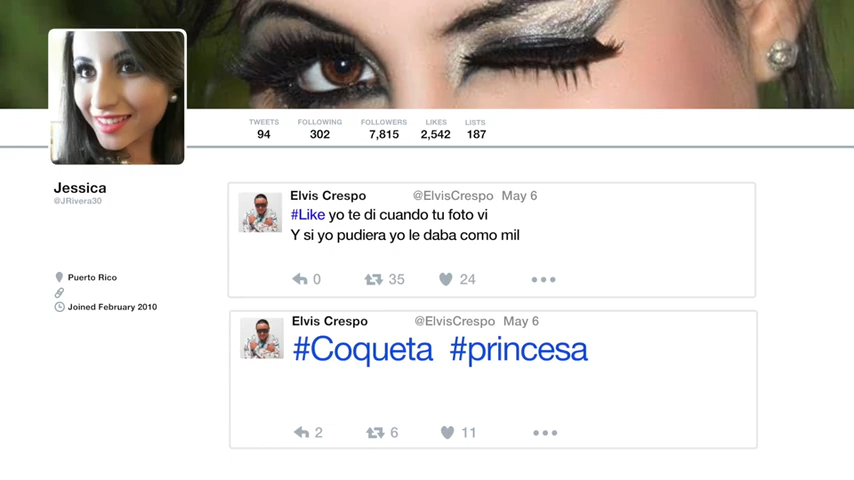 TWEETS FOLLOWING FOLLOWERS LIKES LISTS
94 302 7,815 2,542 187
Jessica
@JRivera30
Puerto Rico
Joined February 2010
Elvis Crespo @ElvisCrespo May 6
#Like yo te di cuando tu foto vi
Y si yo pudiera yo le daba como mil
0 35 24
Elvis Crespo @ElvisCrespo May 6
#Coqueta #princesa
2 6 11